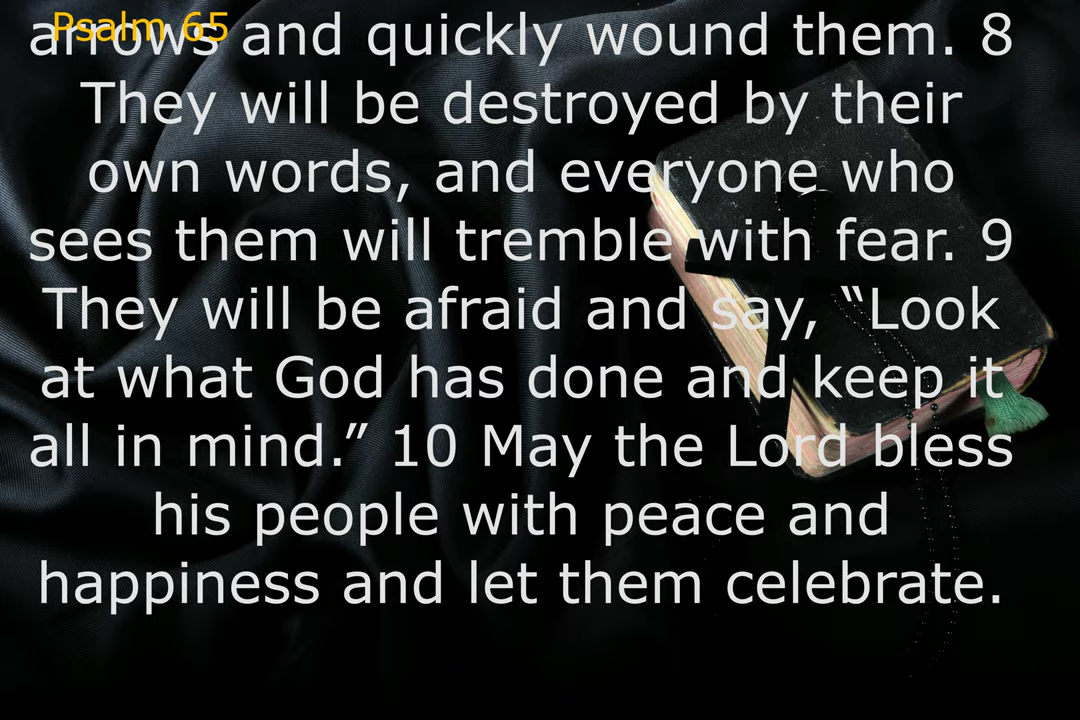 Psalm 65
arrows and quickly wound them. 8
They will be destroyed by their
own words, and everyone who
sees them will tremble with fear. 9
They will be afraid and say, “Look
at what God has done and keep it
all in mind.” 10 May the Lord bless
his people with peace and
happiness and let them celebrate.